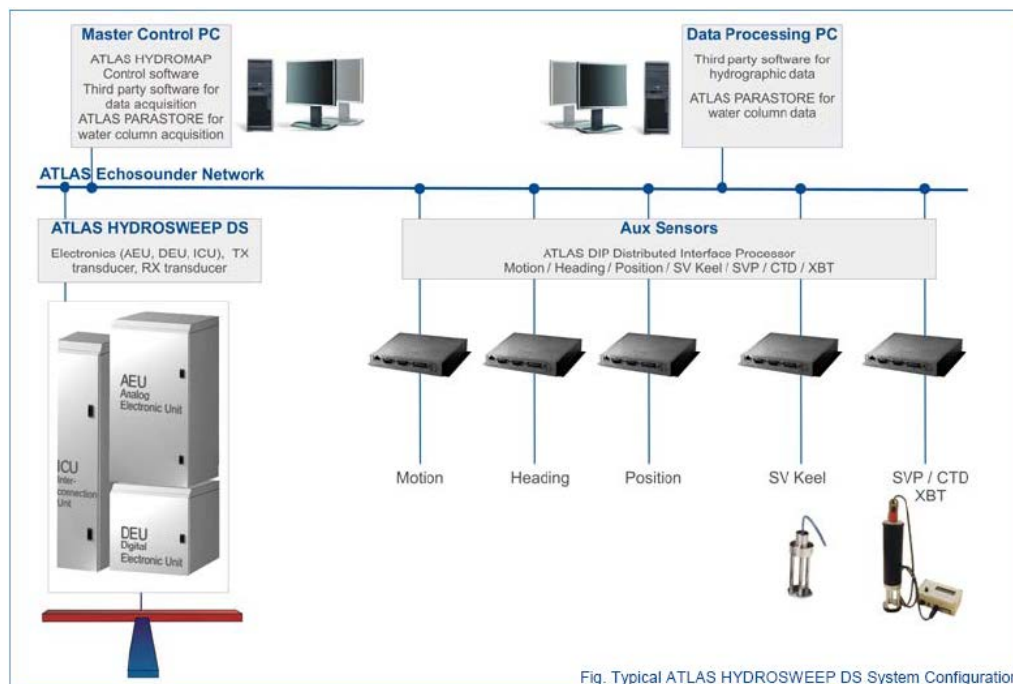 Master Control PC
ATLAS HYDROMAP
Control software
Third party software for
data acquisition
ATLAS PARASTORE for
water column acquisition
Data Processing PC
Third party software for
hydrographic data
ATLAS PARASTORE for
water column data
ATLAS Echosounder Network
ATLAS HYDROSWEEP DS
Electronics (AEU, DEU, ICU), TX
transducer, RX transducer
Aux Sensors
ATLAS DIP Distributed Interface Processor
Motion / Heading / Position / SV Keel / SVP / CTD / XBT
AEU
Analog
Electronic Unit
ICU
Inter-
connection
Unit
DEU
Digital
Electronic Unit
Motion
Heading
Position
SV Keel
SVP / CTD
XBT
Fig. Typical ATLAS HYDROSWEEP DS System Configuration